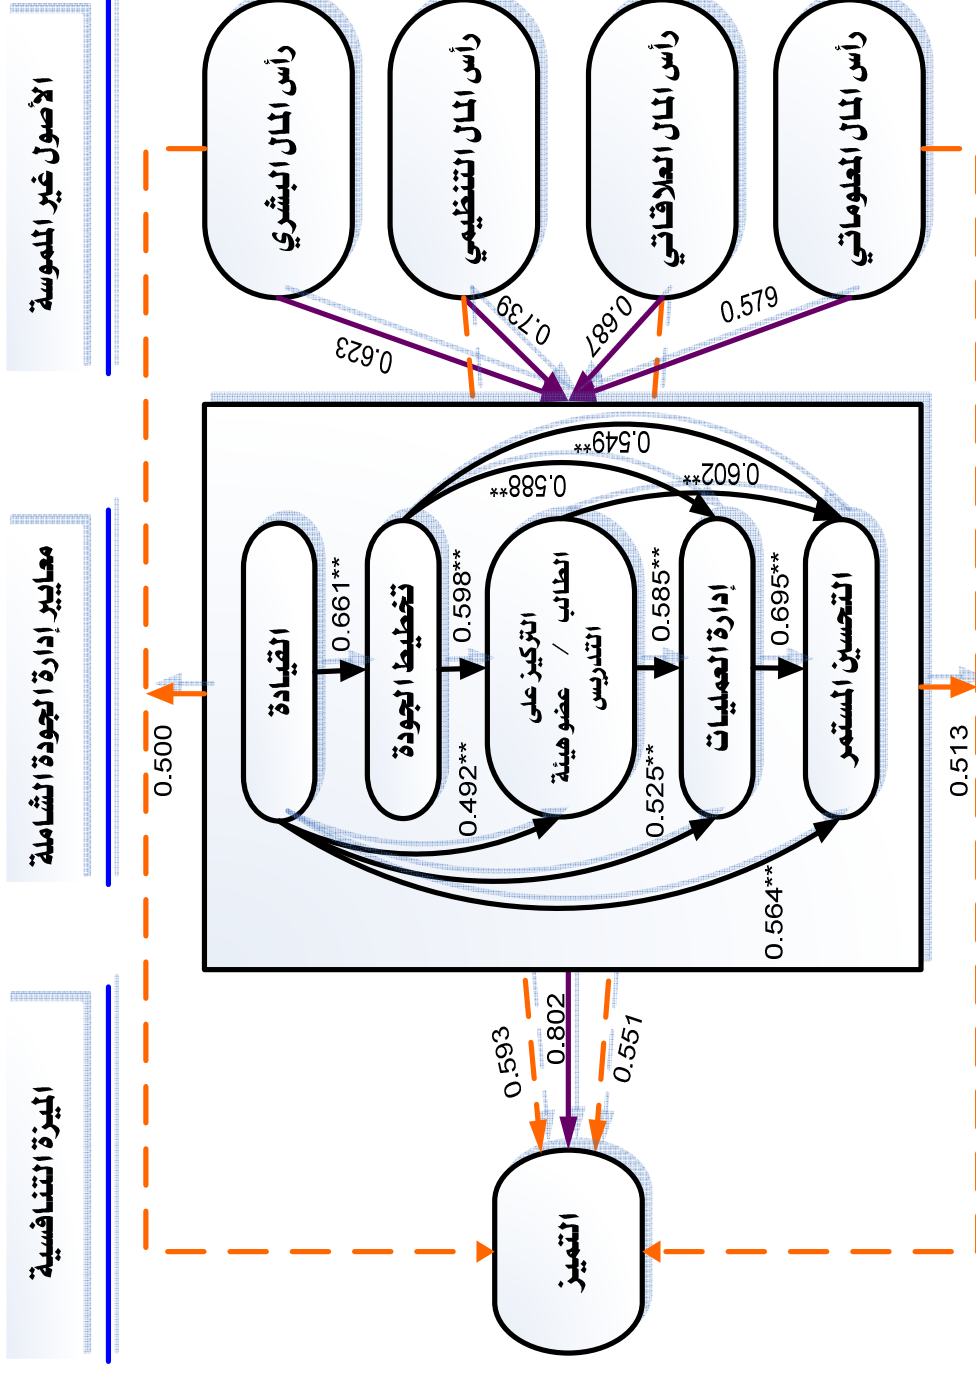 الأصول غير الملموسة
معايير إدارة الجودة الشاملة
الميزة التنافسية
رأس المال البشري
رأس المال التنظيمي
رأس المال العلاقاتي
رأس المال المعلوماتي
0.623
0.739
0.687
0.579
القيادة
تخطيط الجودة
التركيز على
الطالب / عضو هيئة
التدريس
إدارة العمليات
التحسين المستمر
0.661**
0.598**
0.585**
0.695**
0.549**
0.588**
0.602**
0.492**
0.525**
0.564**
0.500
0.513
0.593
0.802
0.551
التميز